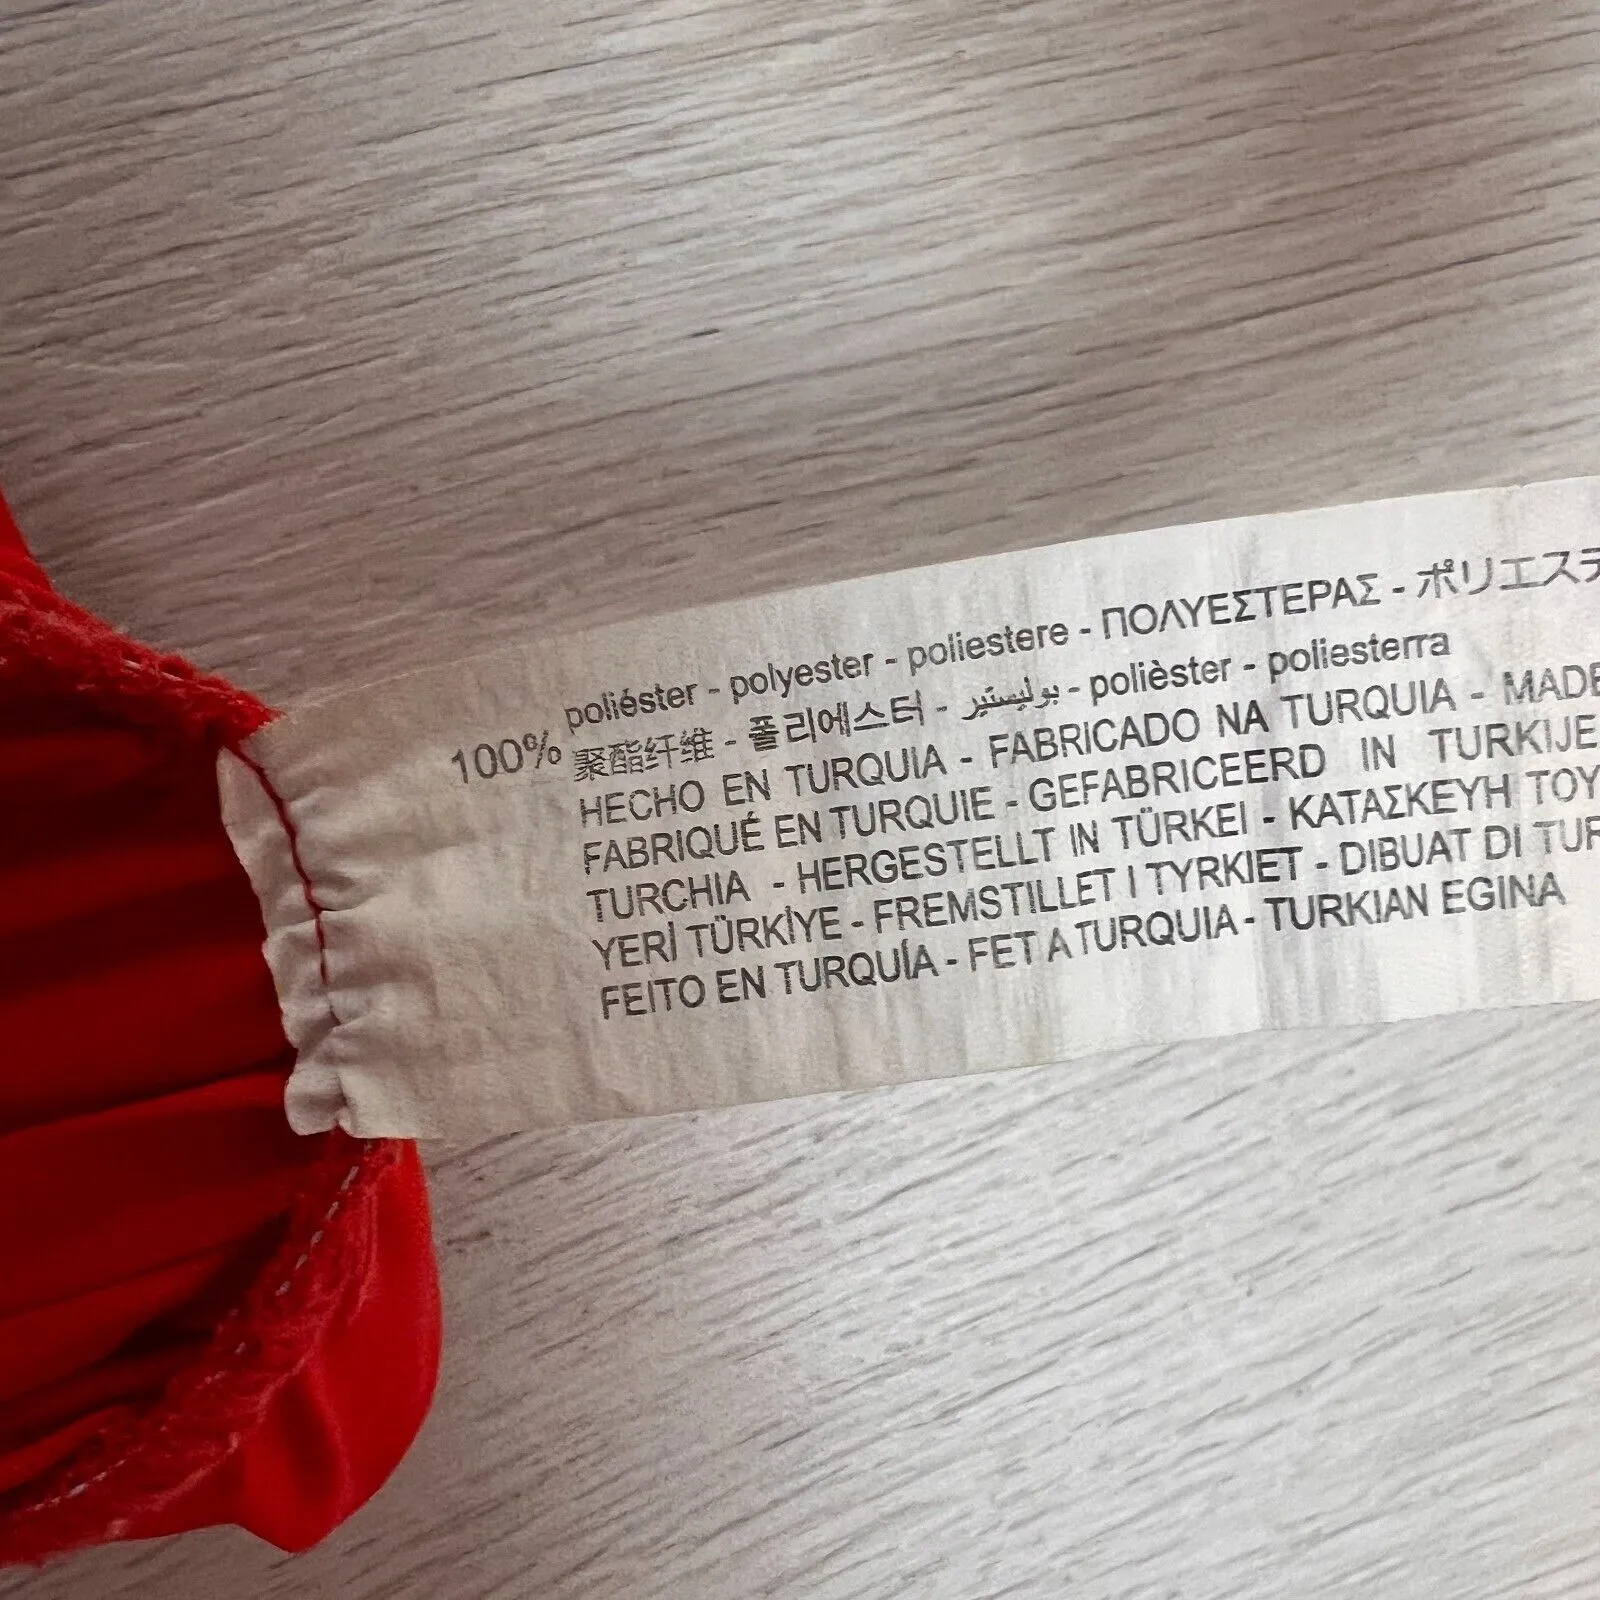 100% poliéster - polyester - poliestere - ΠΟΛΥΕΣΤΕΡΑΣ - ポリエステ
聚酯纤维 - 폴리에스터 - بوليستير - polièster - poliesterra
HECHO EN TURQUIA - FABRICADO NA TURQUIA - MADE
FABRIQUÉ EN TURQUIE - GEFABRICEERD IN TURKIJE
TURCHIA - HERGESTELLT IN TÜRKEI - ΚΑΤΑΣΚΕΥΗ ΤΟΥ
YERİ TÜRKİYE - FREMSTILLET I TYRKIET - DIBUAT DI TUR
FEITO EN TURQUÍA - FET A TURQUIA - TURKIAN EGINA